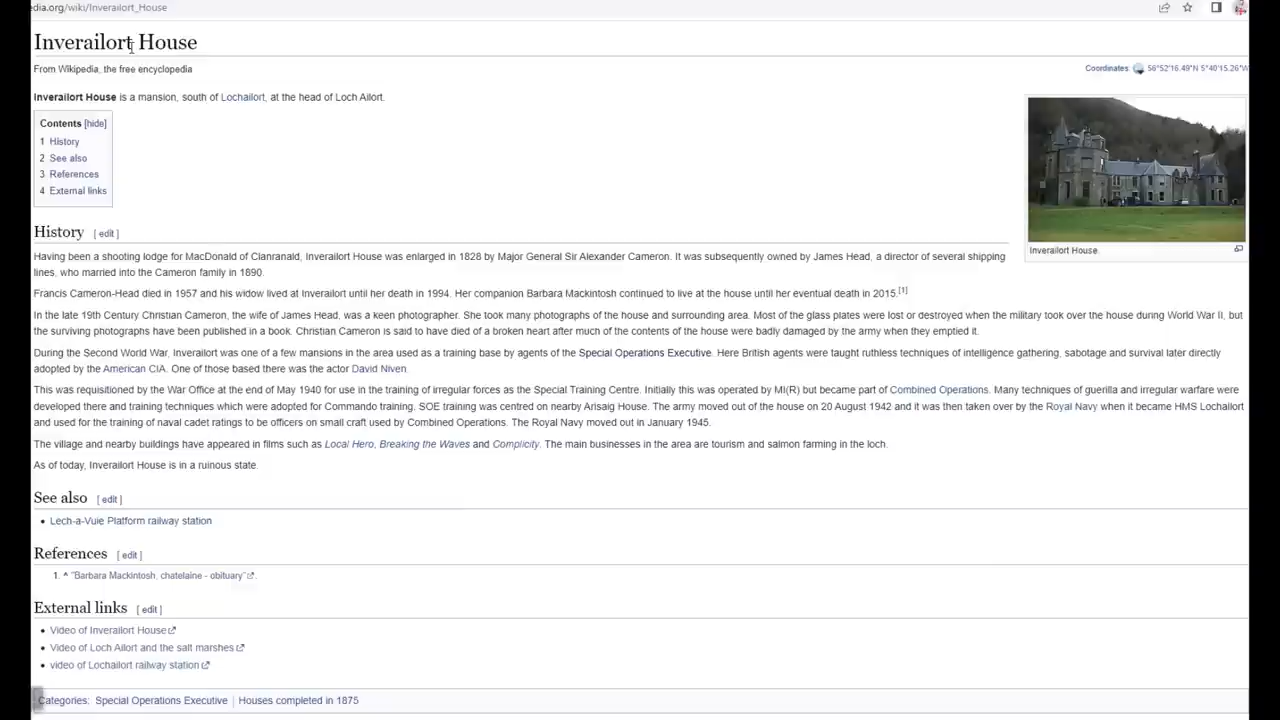 edia.org/wiki/Inverailort_House
Inverailort House
From Wikipedia, the free encyclopedia
Coordinates: 56°52′16.49″N 5°40′15.26″W
Inverailort House is a mansion, south of Lochailort, at the head of Loch Ailort.
Contents [hide]
1 History
2 See also
3 References
4 External links
Inverailort House.
History [ edit ]
Having been a shooting lodge for MacDonald of Clanranald, Inverailort House was enlarged in 1828 by Major General Sir Alexander Cameron. It was subsequently owned by James Head, a director of several shipping
lines, who married into the Cameron family in 1890.
Francis Cameron-Head died in 1957 and his widow lived at Inverailort until her death in 1994. Her companion Barbara Mackintosh continued to live at the house until her eventual death in 2015.[1]
In the late 19th Century Christian Cameron, the wife of James Head, was a keen photographer. She took many photographs of the house and surrounding area. Most of the glass plates were lost or destroyed when the military took over the house during World War II, but
the surviving photographs have been published in a book. Christian Cameron is said to have died of a broken heart after much of the contents of the house were badly damaged by the army when they emptied it.
During the Second World War, Inverailort was one of a few mansions in the area used as a training base by agents of the Special Operations Executive. Here British agents were taught ruthless techniques of intelligence gathering, sabotage and survival later directly
adopted by the American CIA. One of those based there was the actor David Niven.
This was requisitioned by the War Office at the end of May 1940 for use in the training of irregular forces as the Special Training Centre. Initially this was operated by MI(R) but became part of Combined Operations. Many techniques of guerilla and irregular warfare were
developed there and training techniques which were adopted for Commando training. SOE training was centred on nearby Arisaig House. The army moved out of the house on 20 August 1942 and it was then taken over by the Royal Navy when it became HMS Lochailort
and used for the training of naval cadet ratings to be officers on small craft used by Combined Operations. The Royal Navy moved out in January 1945.
The village and nearby buildings have appeared in films such as Local Hero, Breaking the Waves and Complicity. The main businesses in the area are tourism and salmon farming in the loch.
As of today, Inverailort House is in a ruinous state.
See also [ edit ]
• Lech-a-Vuie Platform railway station
References [ edit ]
1. ^ "Barbara Mackintosh, chatelaine - obituary".
External links [ edit ]
• Video of Inverailort House
• Video of Loch Ailort and the salt marshes
• video of Lochailort railway station
Categories: Special Operations Executive | Houses completed in 1875